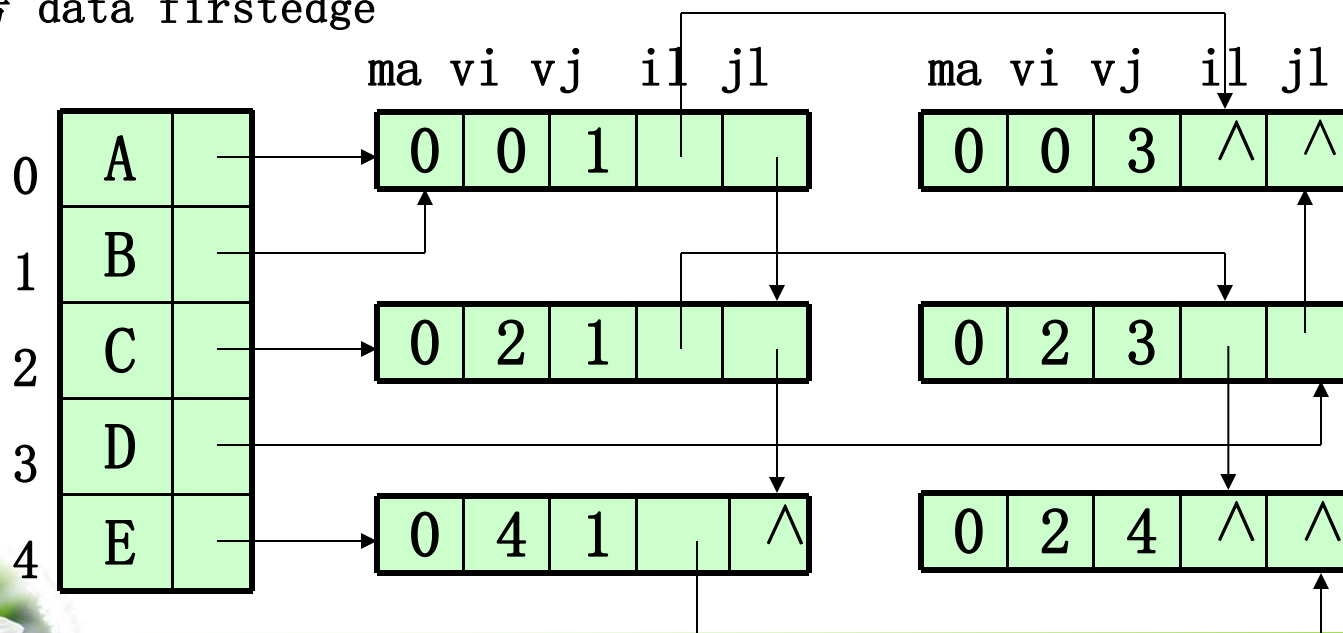 data firstedge
ma vi vj il jl ma vi vj il jl
0 A 0 0 1 0 0 3 ^ ^
1 B
2 C 0 2 1 0 2 3
3 D
4 E 0 4 1 ^ 0 2 4 ^ ^